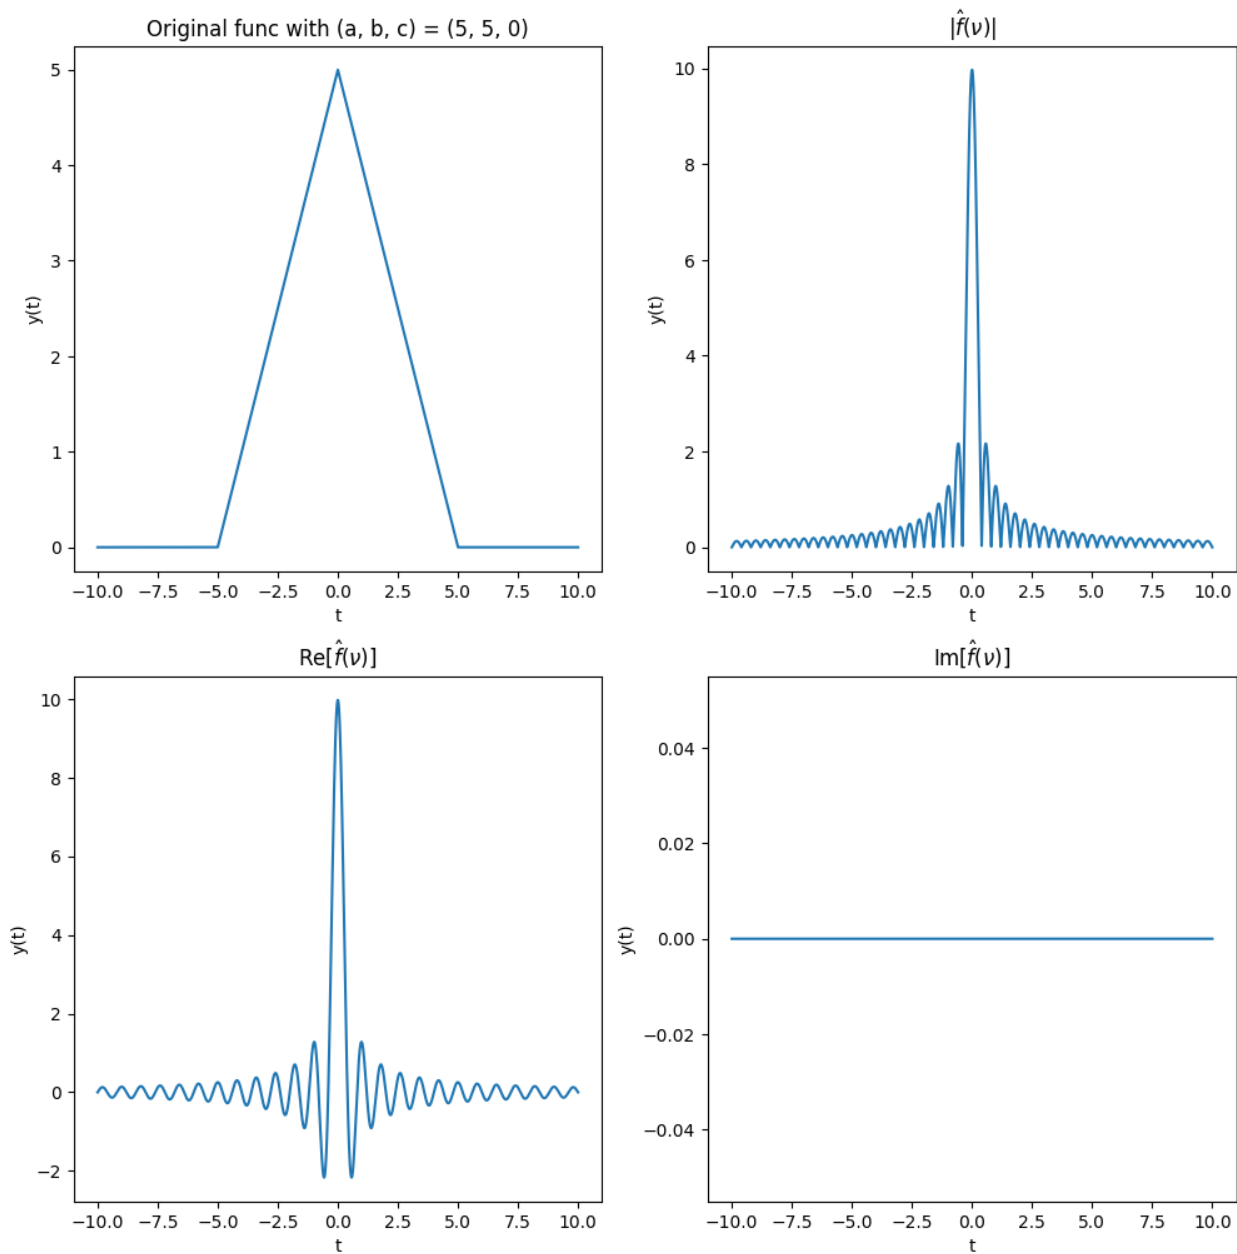 Original func with (a, b, c) = (5, 5, 0)
5
4
3
2
1
0
y(t)
−10.0 −7.5 −5.0 −2.5 0.0 2.5 5.0 7.5 10.0
t
|f̂(ν)|
10
8
6
4
2
0
y(t)
−10.0 −7.5 −5.0 −2.5 0.0 2.5 5.0 7.5 10.0
t
Re[f̂(ν)]
10
8
6
4
2
0
−2
y(t)
−10.0 −7.5 −5.0 −2.5 0.0 2.5 5.0 7.5 10.0
t
Im[f̂(ν)]
0.04
0.02
0.00
−0.02
−0.04
y(t)
−10.0 −7.5 −5.0 −2.5 0.0 2.5 5.0 7.5 10.0
t